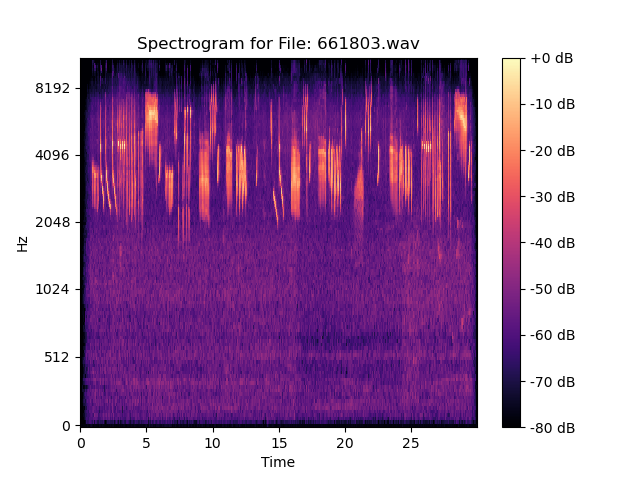 Spectrogram for File: 661803.wav
8192
4096
2048
1024
512
0
Hz
0 5 10 15 20 25
Time
+0 dB
-10 dB
-20 dB
-30 dB
-40 dB
-50 dB
-60 dB
-70 dB
-80 dB